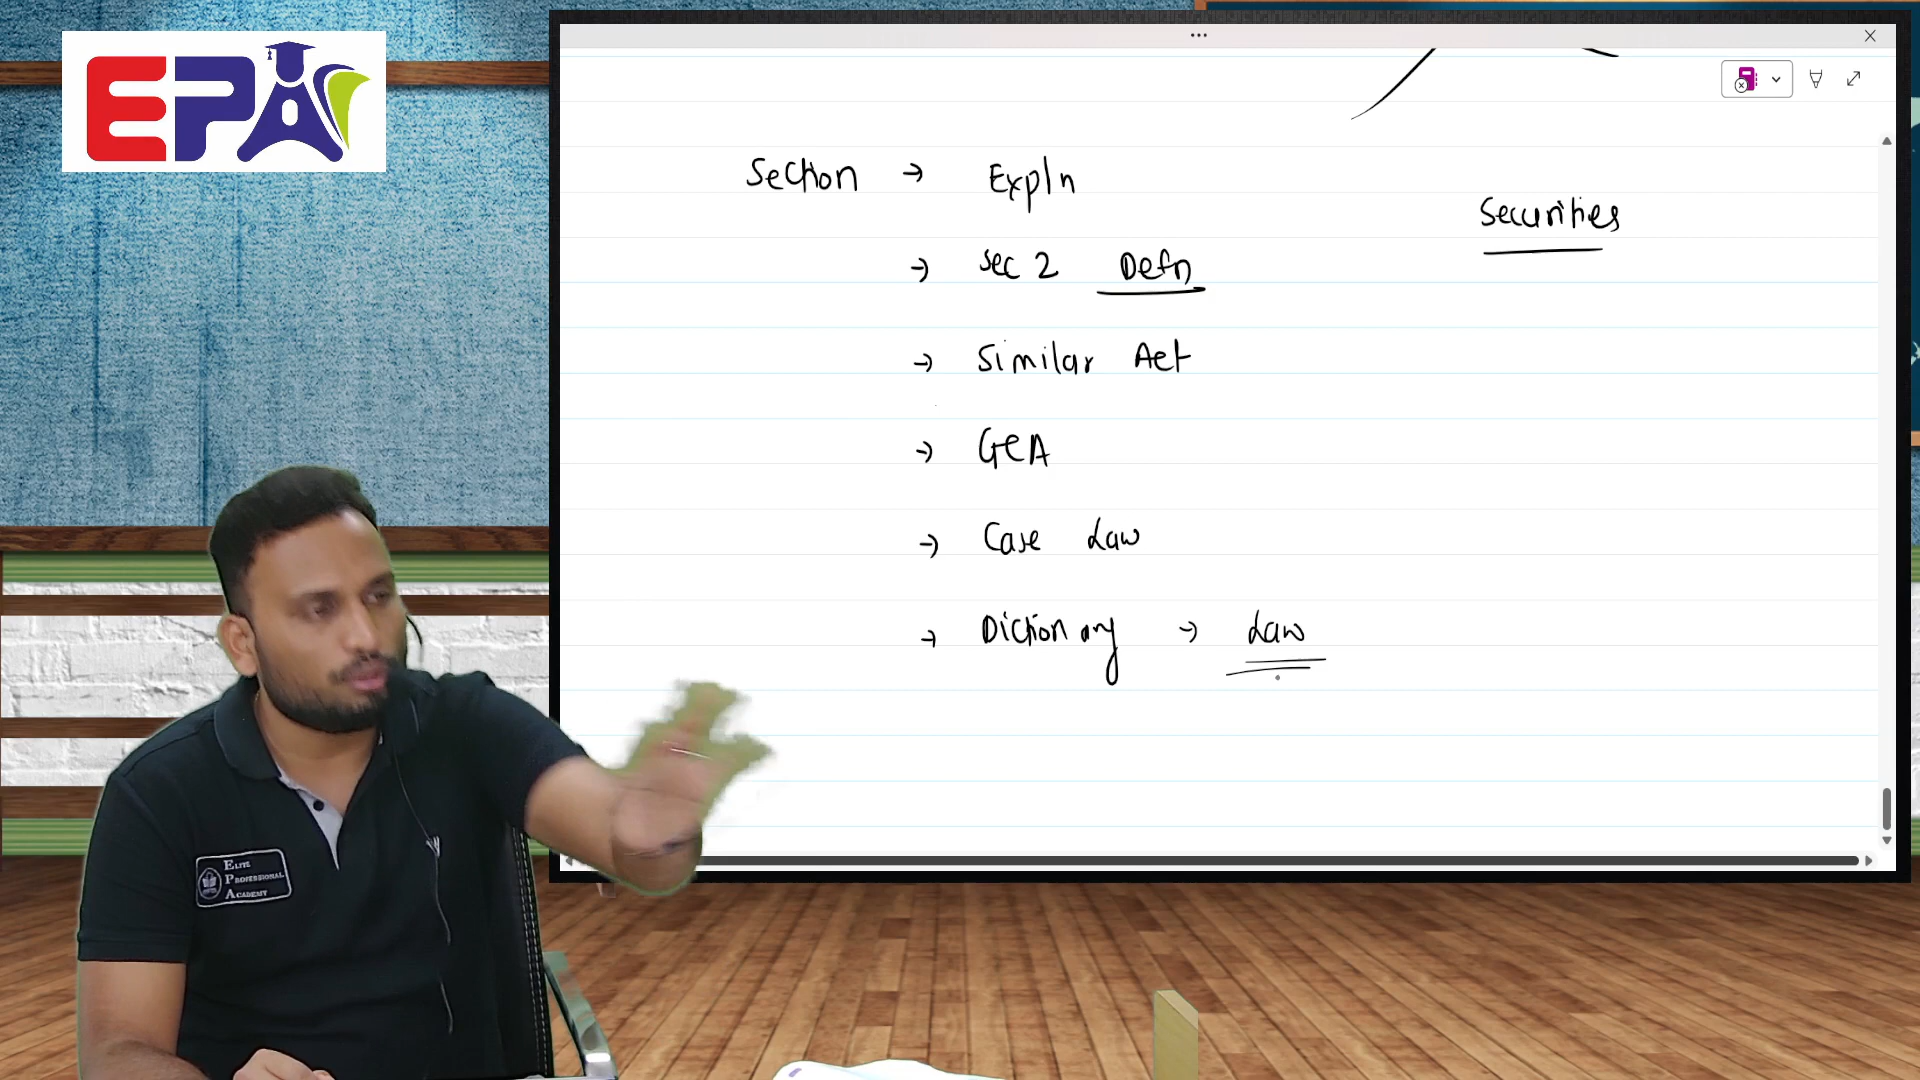 EPA
Section → Expln
Securities
→ Sec 2 Defn
→ Similar Act
→ GCA
→ Case Law
→ Dictionary → Law
ELITE
PROFESSIONAL
ACADEMY